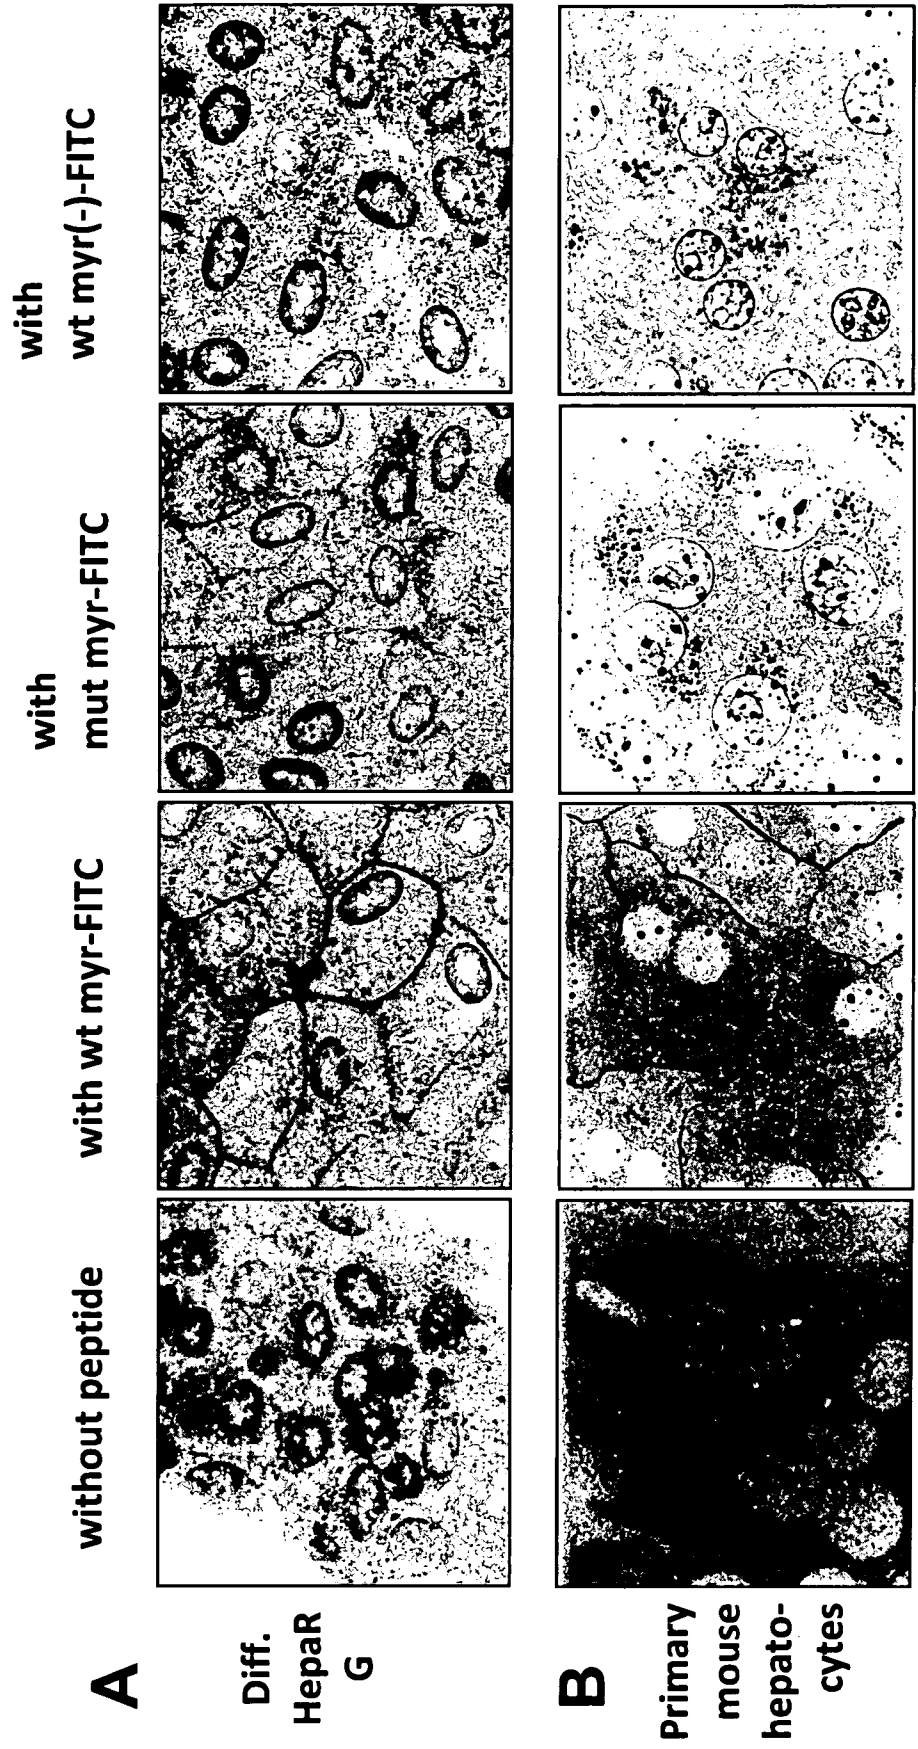 without peptide
with wt myr-FITC
with
mut myr-FITC
with
wt myr(-)-FITC
A
Diff.
HepaR
G
B
Primary
mouse
hepato-
cytes